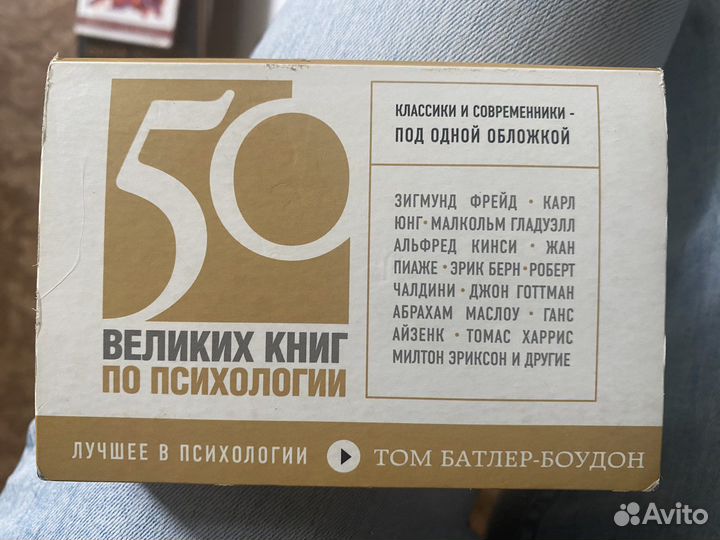 50
ВЕЛИКИХ КНИГ
ПО ПСИХОЛОГИИ
КЛАССИКИ И СОВРЕМЕННИКИ -
ПОД ОДНОЙ ОБЛОЖКОЙ
ЗИГМУНД ФРЕЙД • КАРЛ
ЮНГ • МАЛКОЛЬМ ГЛАДУЭЛЛ
АЛЬФРЕД КИНСИ • ЖАН
ПИАЖЕ • ЭРИК БЕРН • РОБЕРТ
ЧАЛДИНИ • ДЖОН ГОТТМАН
АБРАХАМ МАСЛОУ • ГАНС
АЙЗЕНК • ТОМАС ХАРРИС
МИЛТОН ЭРИКСОН И ДРУГИЕ
ЛУЧШЕЕ В ПСИХОЛОГИИ ТОМ БАТЛЕР-БОУДОН
Avito